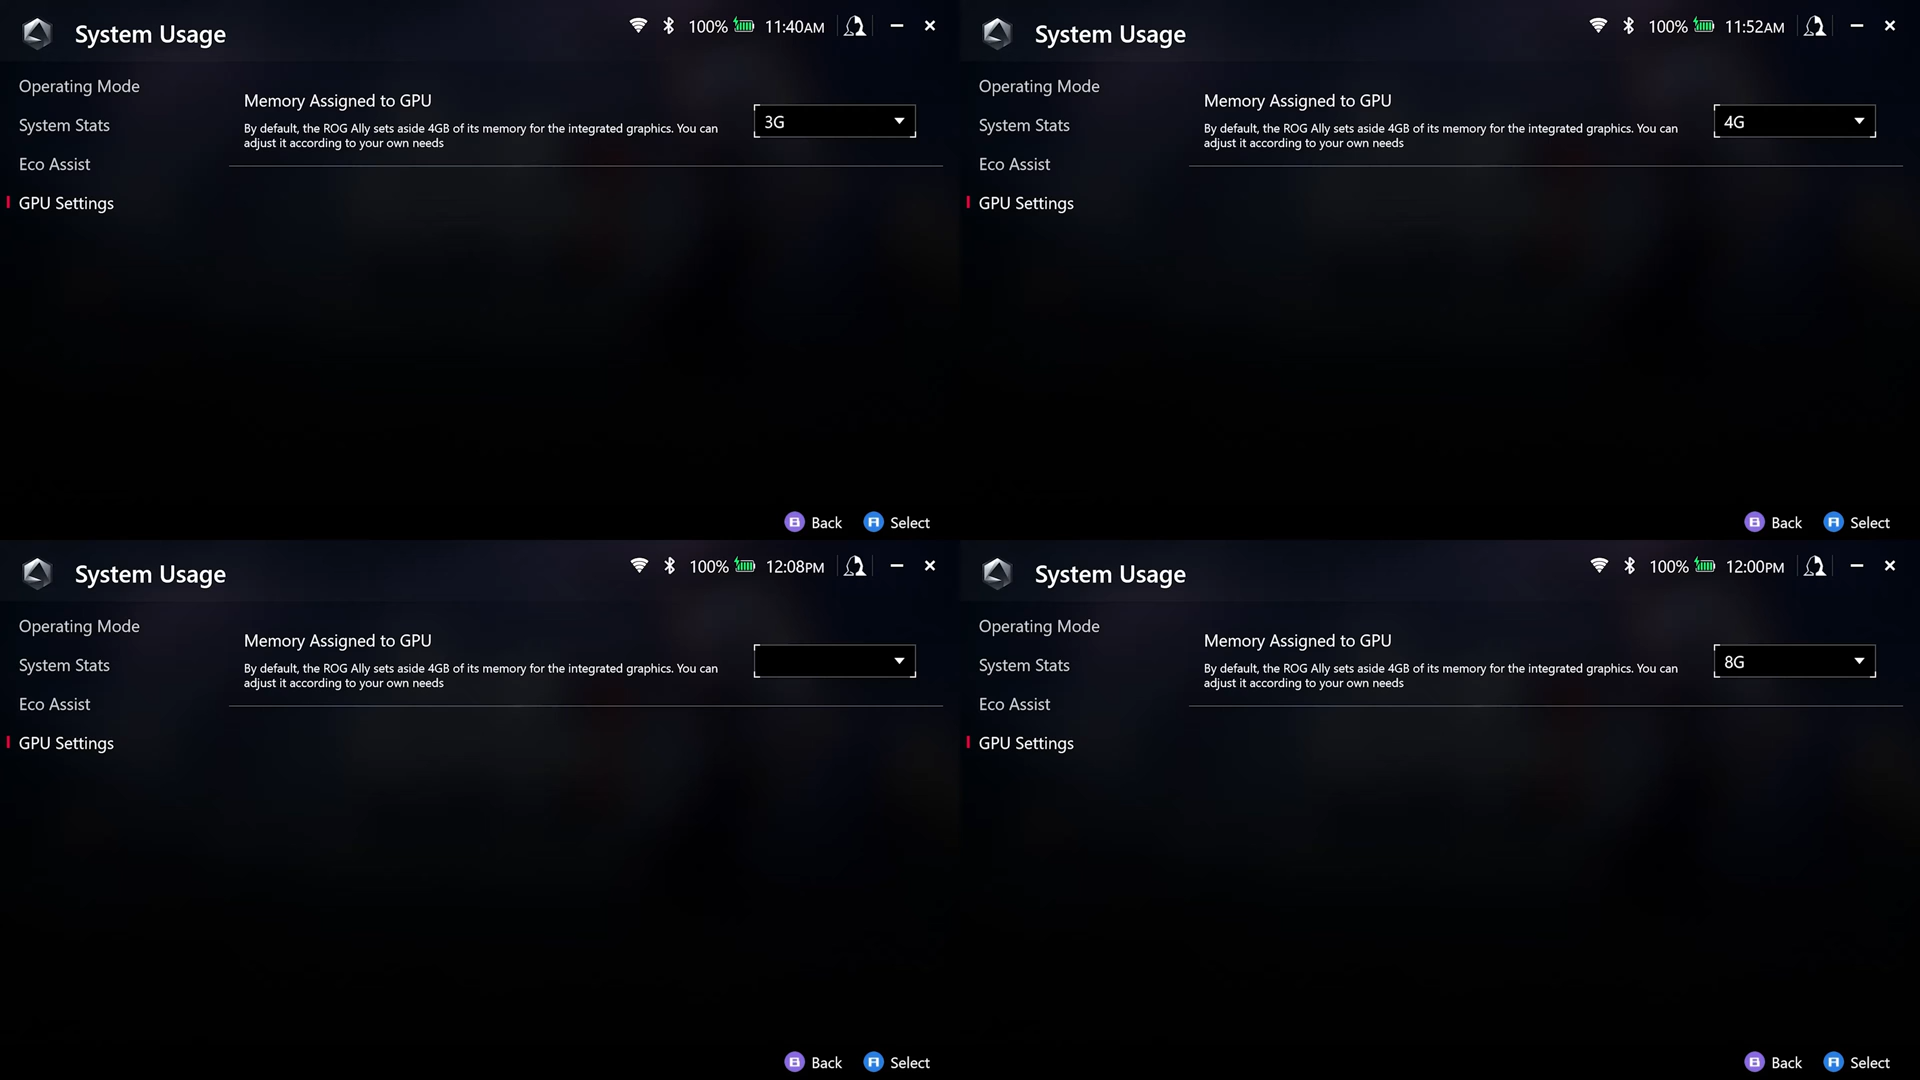 System Usage
100%
11:40AM
Operating Mode
System Stats
Eco Assist
GPU Settings
Memory Assigned to GPU
By default, the ROG Ally sets aside 4GB of its memory for the integrated graphics. You can
adjust it according to your own needs
3G
B Back
A Select
System Usage
100%
11:52AM
Operating Mode
System Stats
Eco Assist
GPU Settings
Memory Assigned to GPU
By default, the ROG Ally sets aside 4GB of its memory for the integrated graphics. You can
adjust it according to your own needs
4G
B Back
A Select
System Usage
100%
12:08PM
Operating Mode
System Stats
Eco Assist
GPU Settings
Memory Assigned to GPU
By default, the ROG Ally sets aside 4GB of its memory for the integrated graphics. You can
adjust it according to your own needs
B Back
A Select
System Usage
100%
12:00PM
Operating Mode
System Stats
Eco Assist
GPU Settings
Memory Assigned to GPU
By default, the ROG Ally sets aside 4GB of its memory for the integrated graphics. You can
adjust it according to your own needs
8G
B Back
A Select